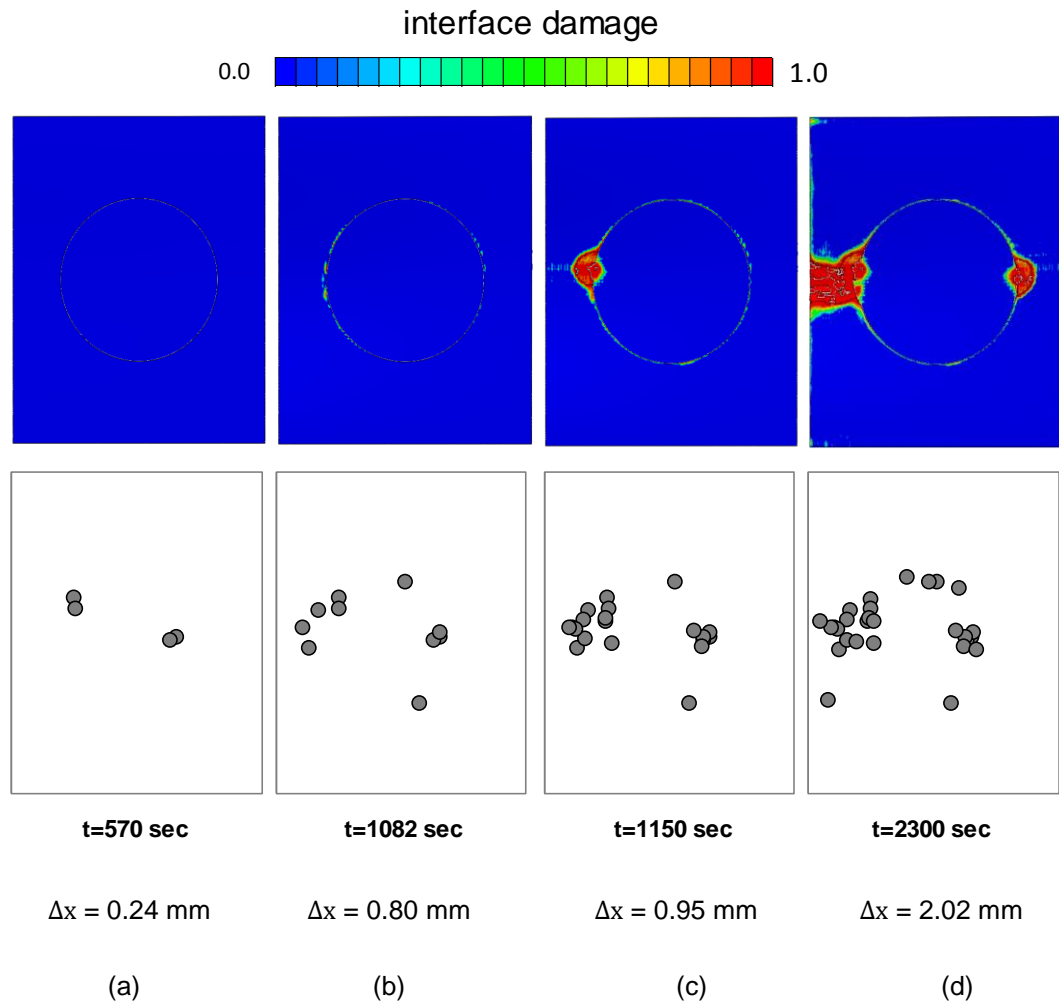 interface damage
0.0 1.0
t=570 sec t=1082 sec t=1150 sec t=2300 sec
Δx = 0.24 mm Δx = 0.80 mm Δx = 0.95 mm Δx = 2.02 mm
(a) (b) (c) (d)